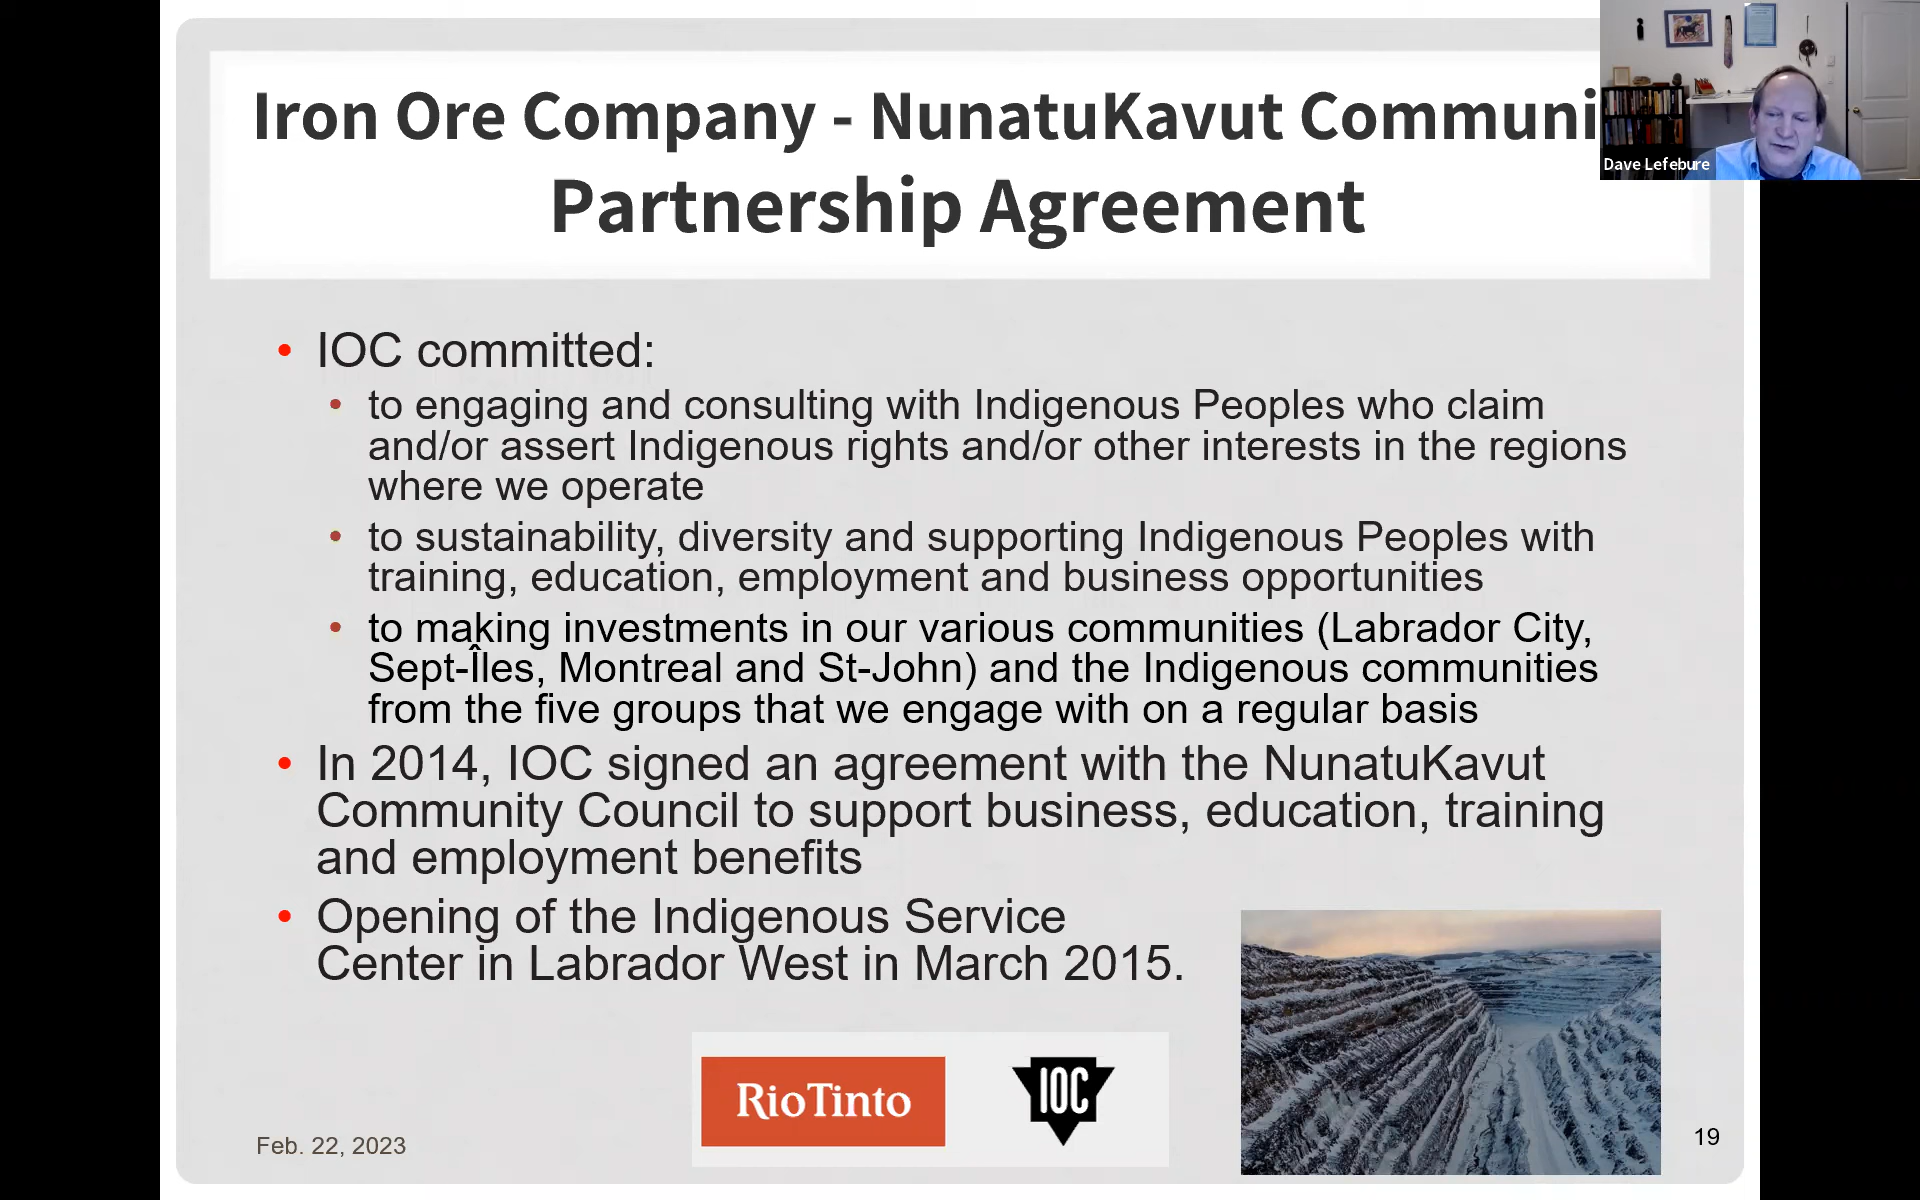 Iron Ore Company - NunatuKavut Communi
Partnership Agreement
Dave Lefebure
• IOC committed:
• to engaging and consulting with Indigenous Peoples who claim
and/or assert Indigenous rights and/or other interests in the regions
where we operate
• to sustainability, diversity and supporting Indigenous Peoples with
training, education, employment and business opportunities
• to making investments in our various communities (Labrador City,
Sept-Îles, Montreal and St-John) and the Indigenous communities
from the five groups that we engage with on a regular basis
• In 2014, IOC signed an agreement with the NunatuKavut
Community Council to support business, education, training
and employment benefits
• Opening of the Indigenous Service
Center in Labrador West in March 2015.
RioTinto
IOC
Feb. 22, 2023
19